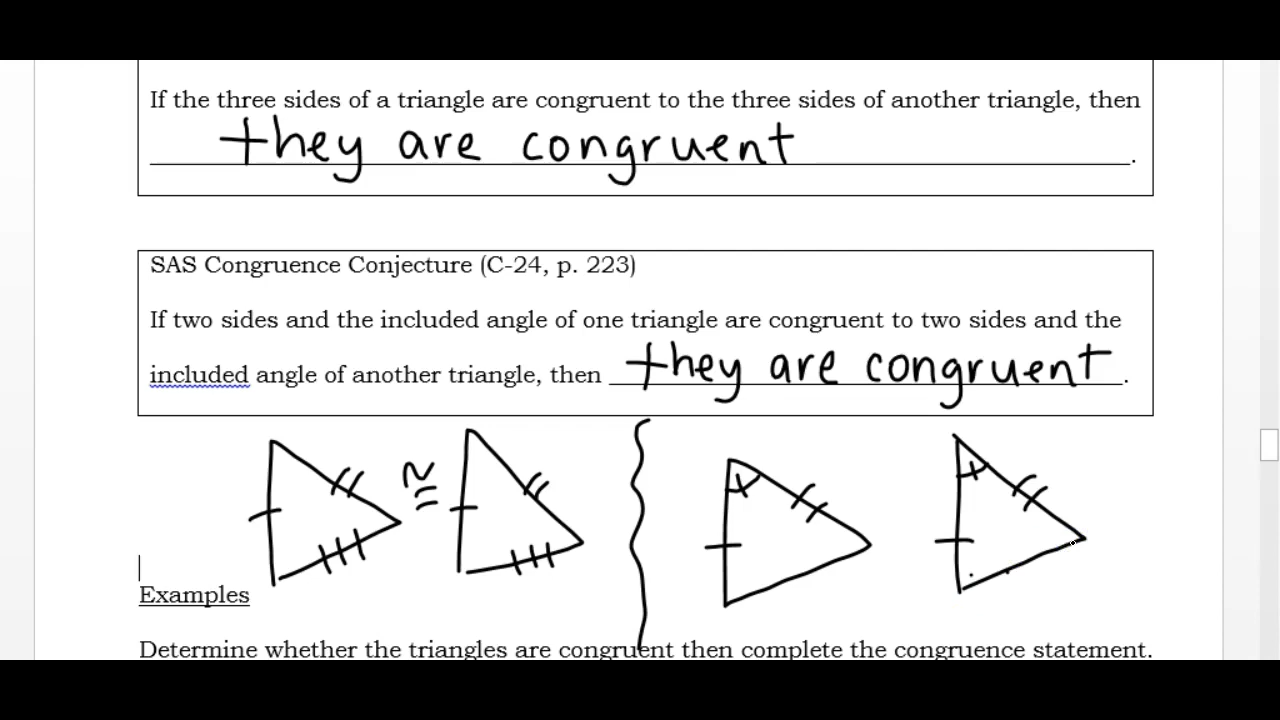 If the three sides of a triangle are congruent to the three sides of another triangle, then
they are congruent.
SAS Congruence Conjecture (C-24, p. 223)
If two sides and the included angle of one triangle are congruent to two sides and the
included angle of another triangle, then they are congruent.
≅
Examples
Determine whether the triangles are congruent then complete the congruence statement.